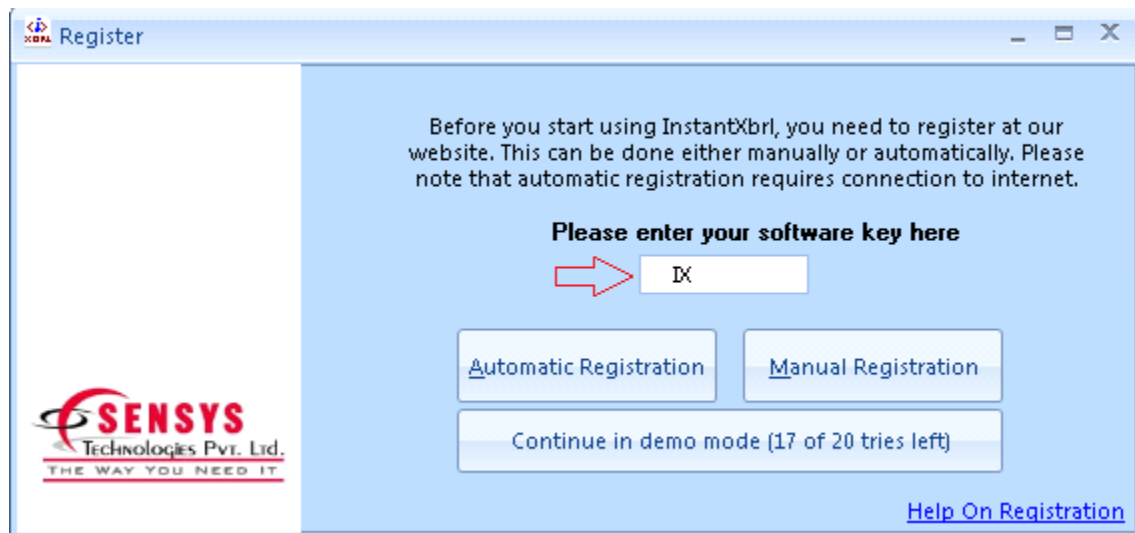 XBRL
Register
Before you start using InstantXbrl, you need to register at our
website. This can be done either manually or automatically. Please
note that automatic registration requires connection to internet.
Please enter your software key here
IX
Automatic Registration
Manual Registration
Continue in demo mode (17 of 20 tries left)
SENSYS
Technologies Pvt. Ltd.
THE WAY YOU NEED IT
Help On Registration